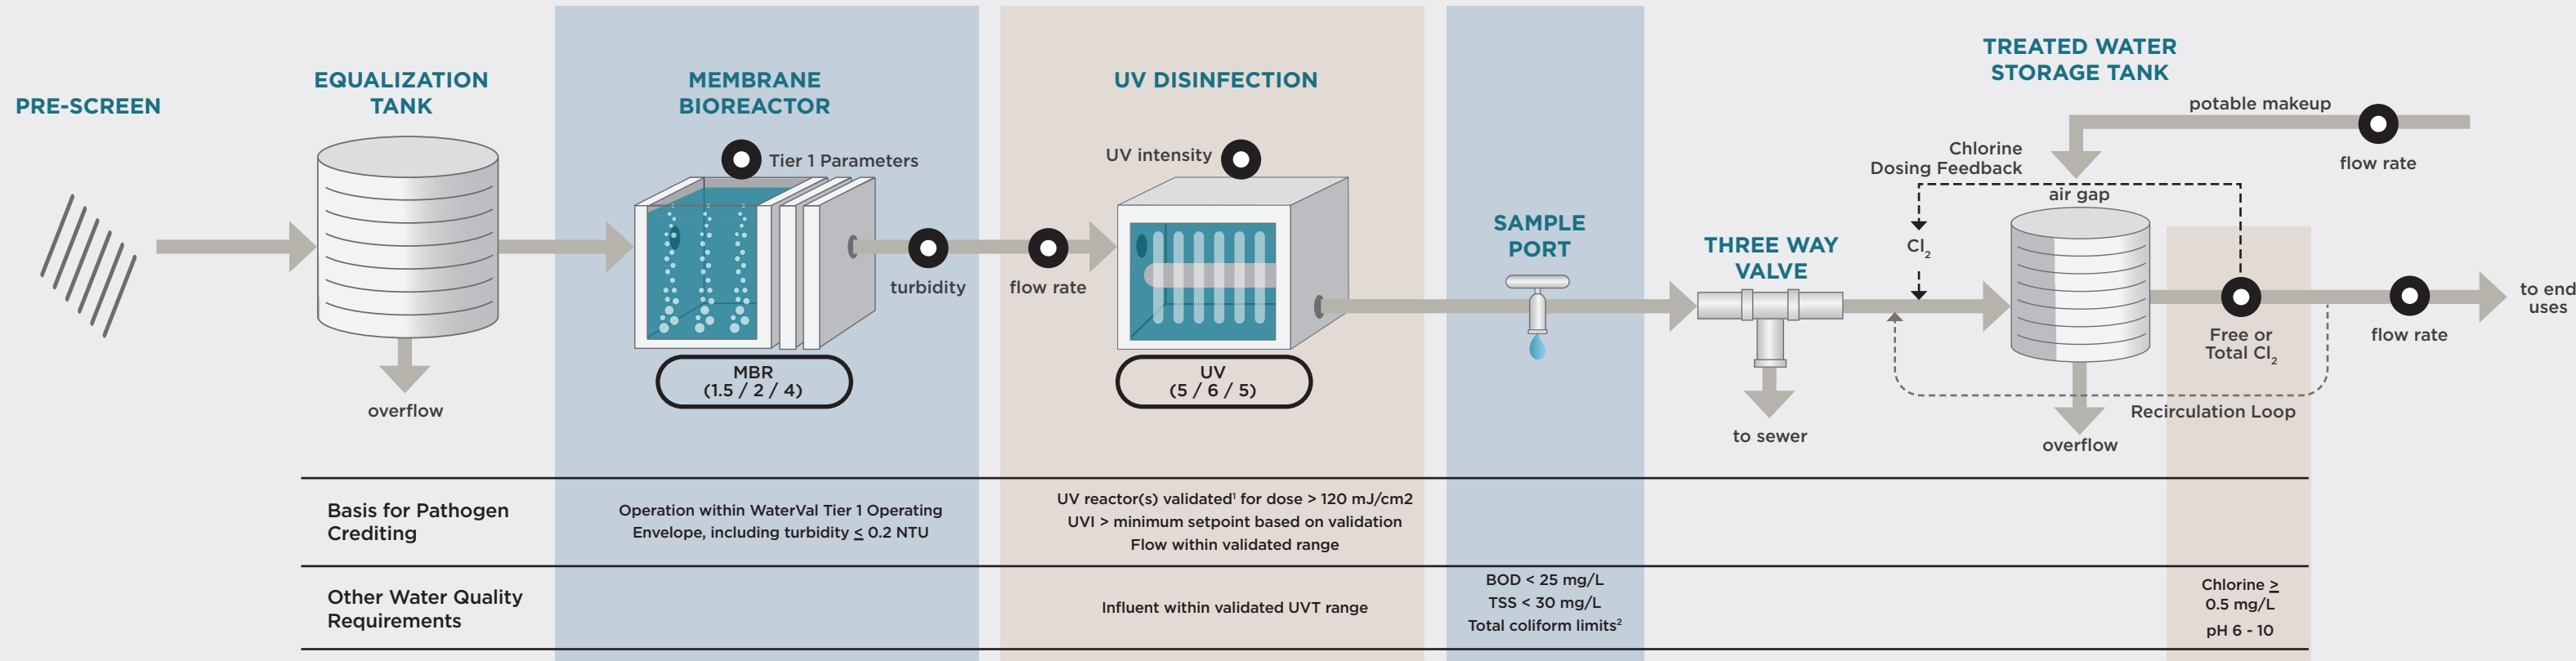 PRE-SCREEN
EQUALIZATION
TANK
overflow
MEMBRANE
BIOREACTOR
Tier 1 Parameters
MBR
(1.5 / 2 / 4)
turbidity
flow rate
UV DISINFECTION
UV intensity
UV
(5 / 6 / 5)
SAMPLE
PORT
THREE WAY
VALVE
to sewer
TREATED WATER
STORAGE TANK
potable makeup
flow rate
Chlorine
Dosing Feedback
air gap
Cl₂
Free or
Total Cl₂
flow rate
to end
uses
Recirculation Loop
overflow
Basis for Pathogen
Crediting
Operation within WaterVal Tier 1 Operating
Envelope, including turbidity ≤ 0.2 NTU
UV reactor(s) validated¹ for dose > 120 mJ/cm2
UVI > minimum setpoint based on validation
Flow within validated range
Other Water Quality
Requirements
Influent within validated UVT range
BOD < 25 mg/L
TSS < 30 mg/L
Total coliform limits²
Chlorine ≥
0.5 mg/L
pH 6 - 10